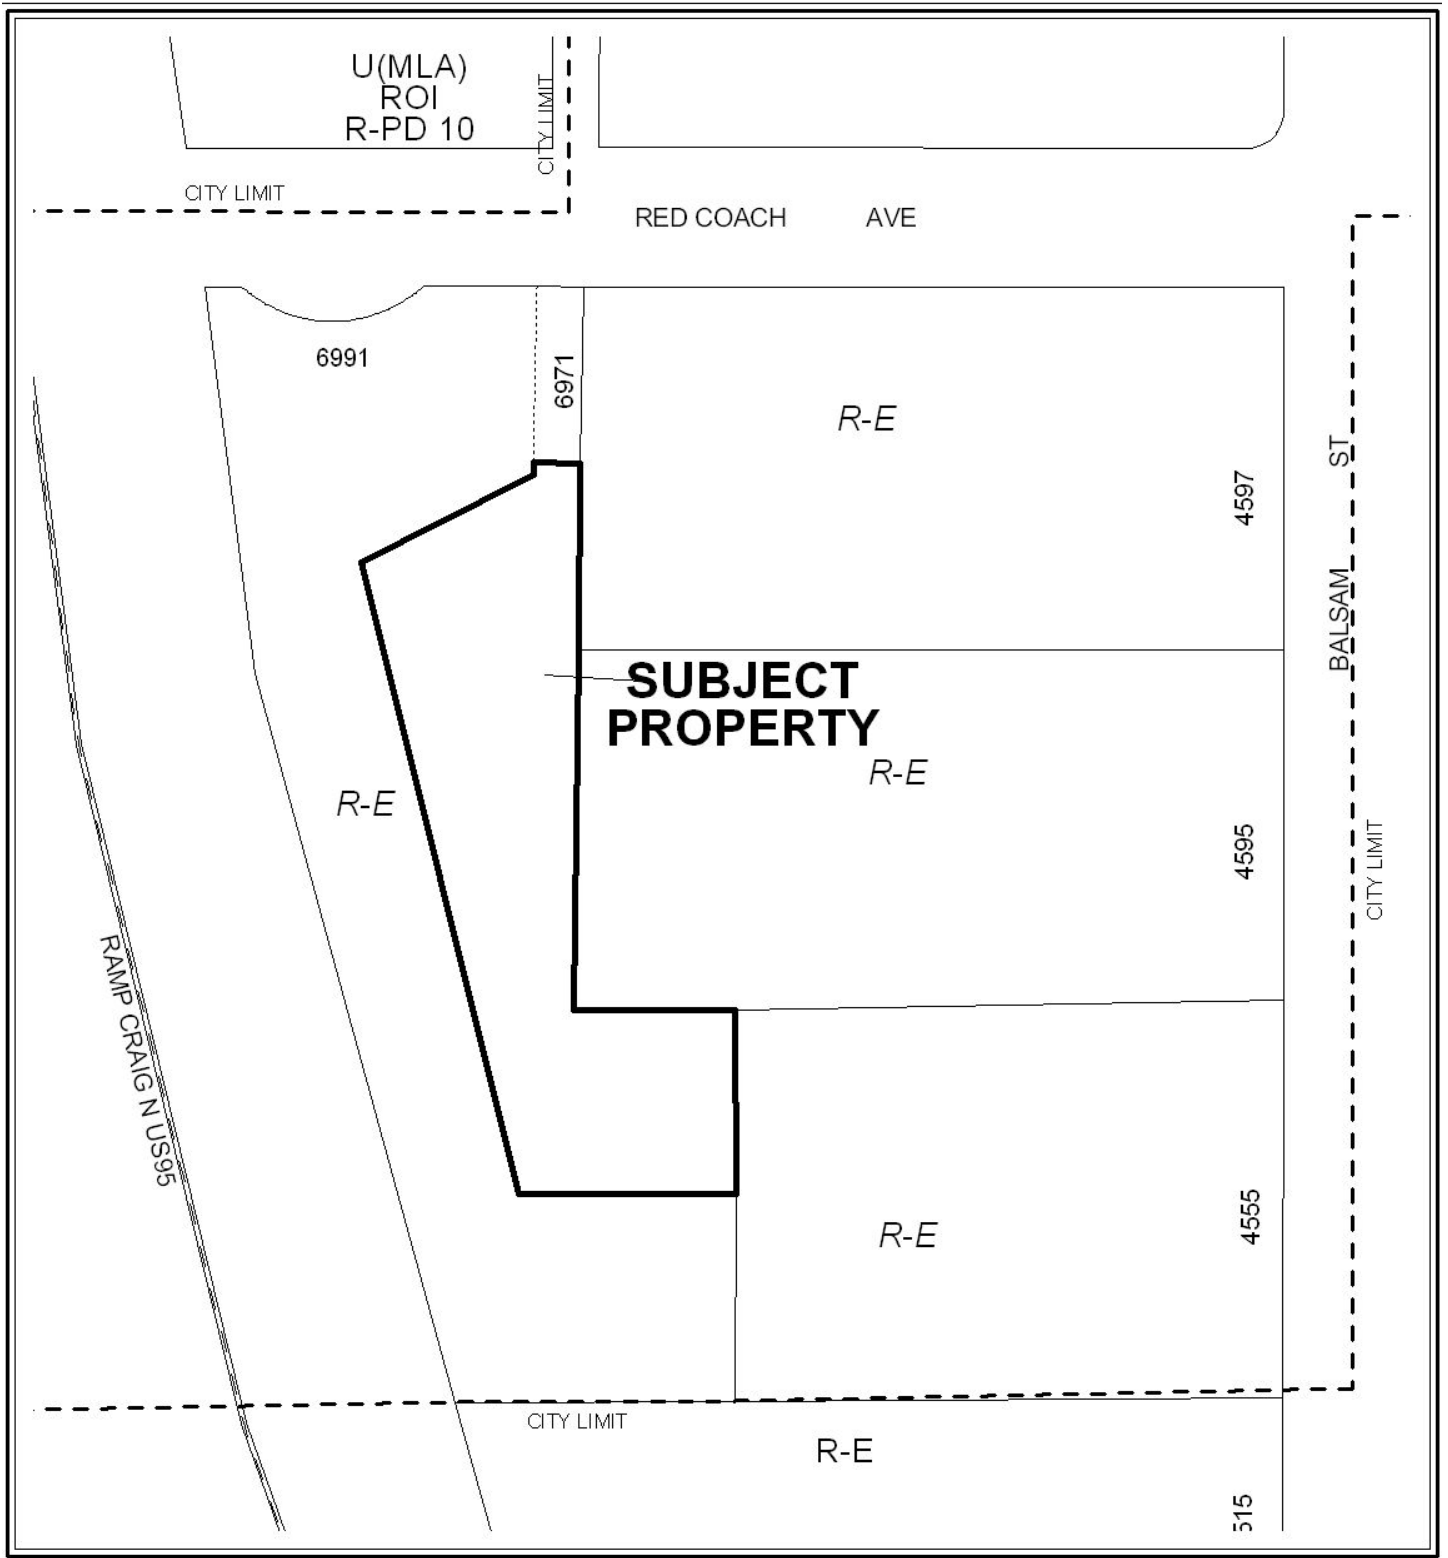 U(MLA)
ROI
R-PD 10
CITY LIMIT
CITY LIMIT
RED COACH AVE
6991
6971
R-E
4597
BALSAM ST
SUBJECT
PROPERTY
R-E
R-E
4595
CITY LIMIT
RAMP CRAIG N US95
R-E
4555
CITY LIMIT
R-E